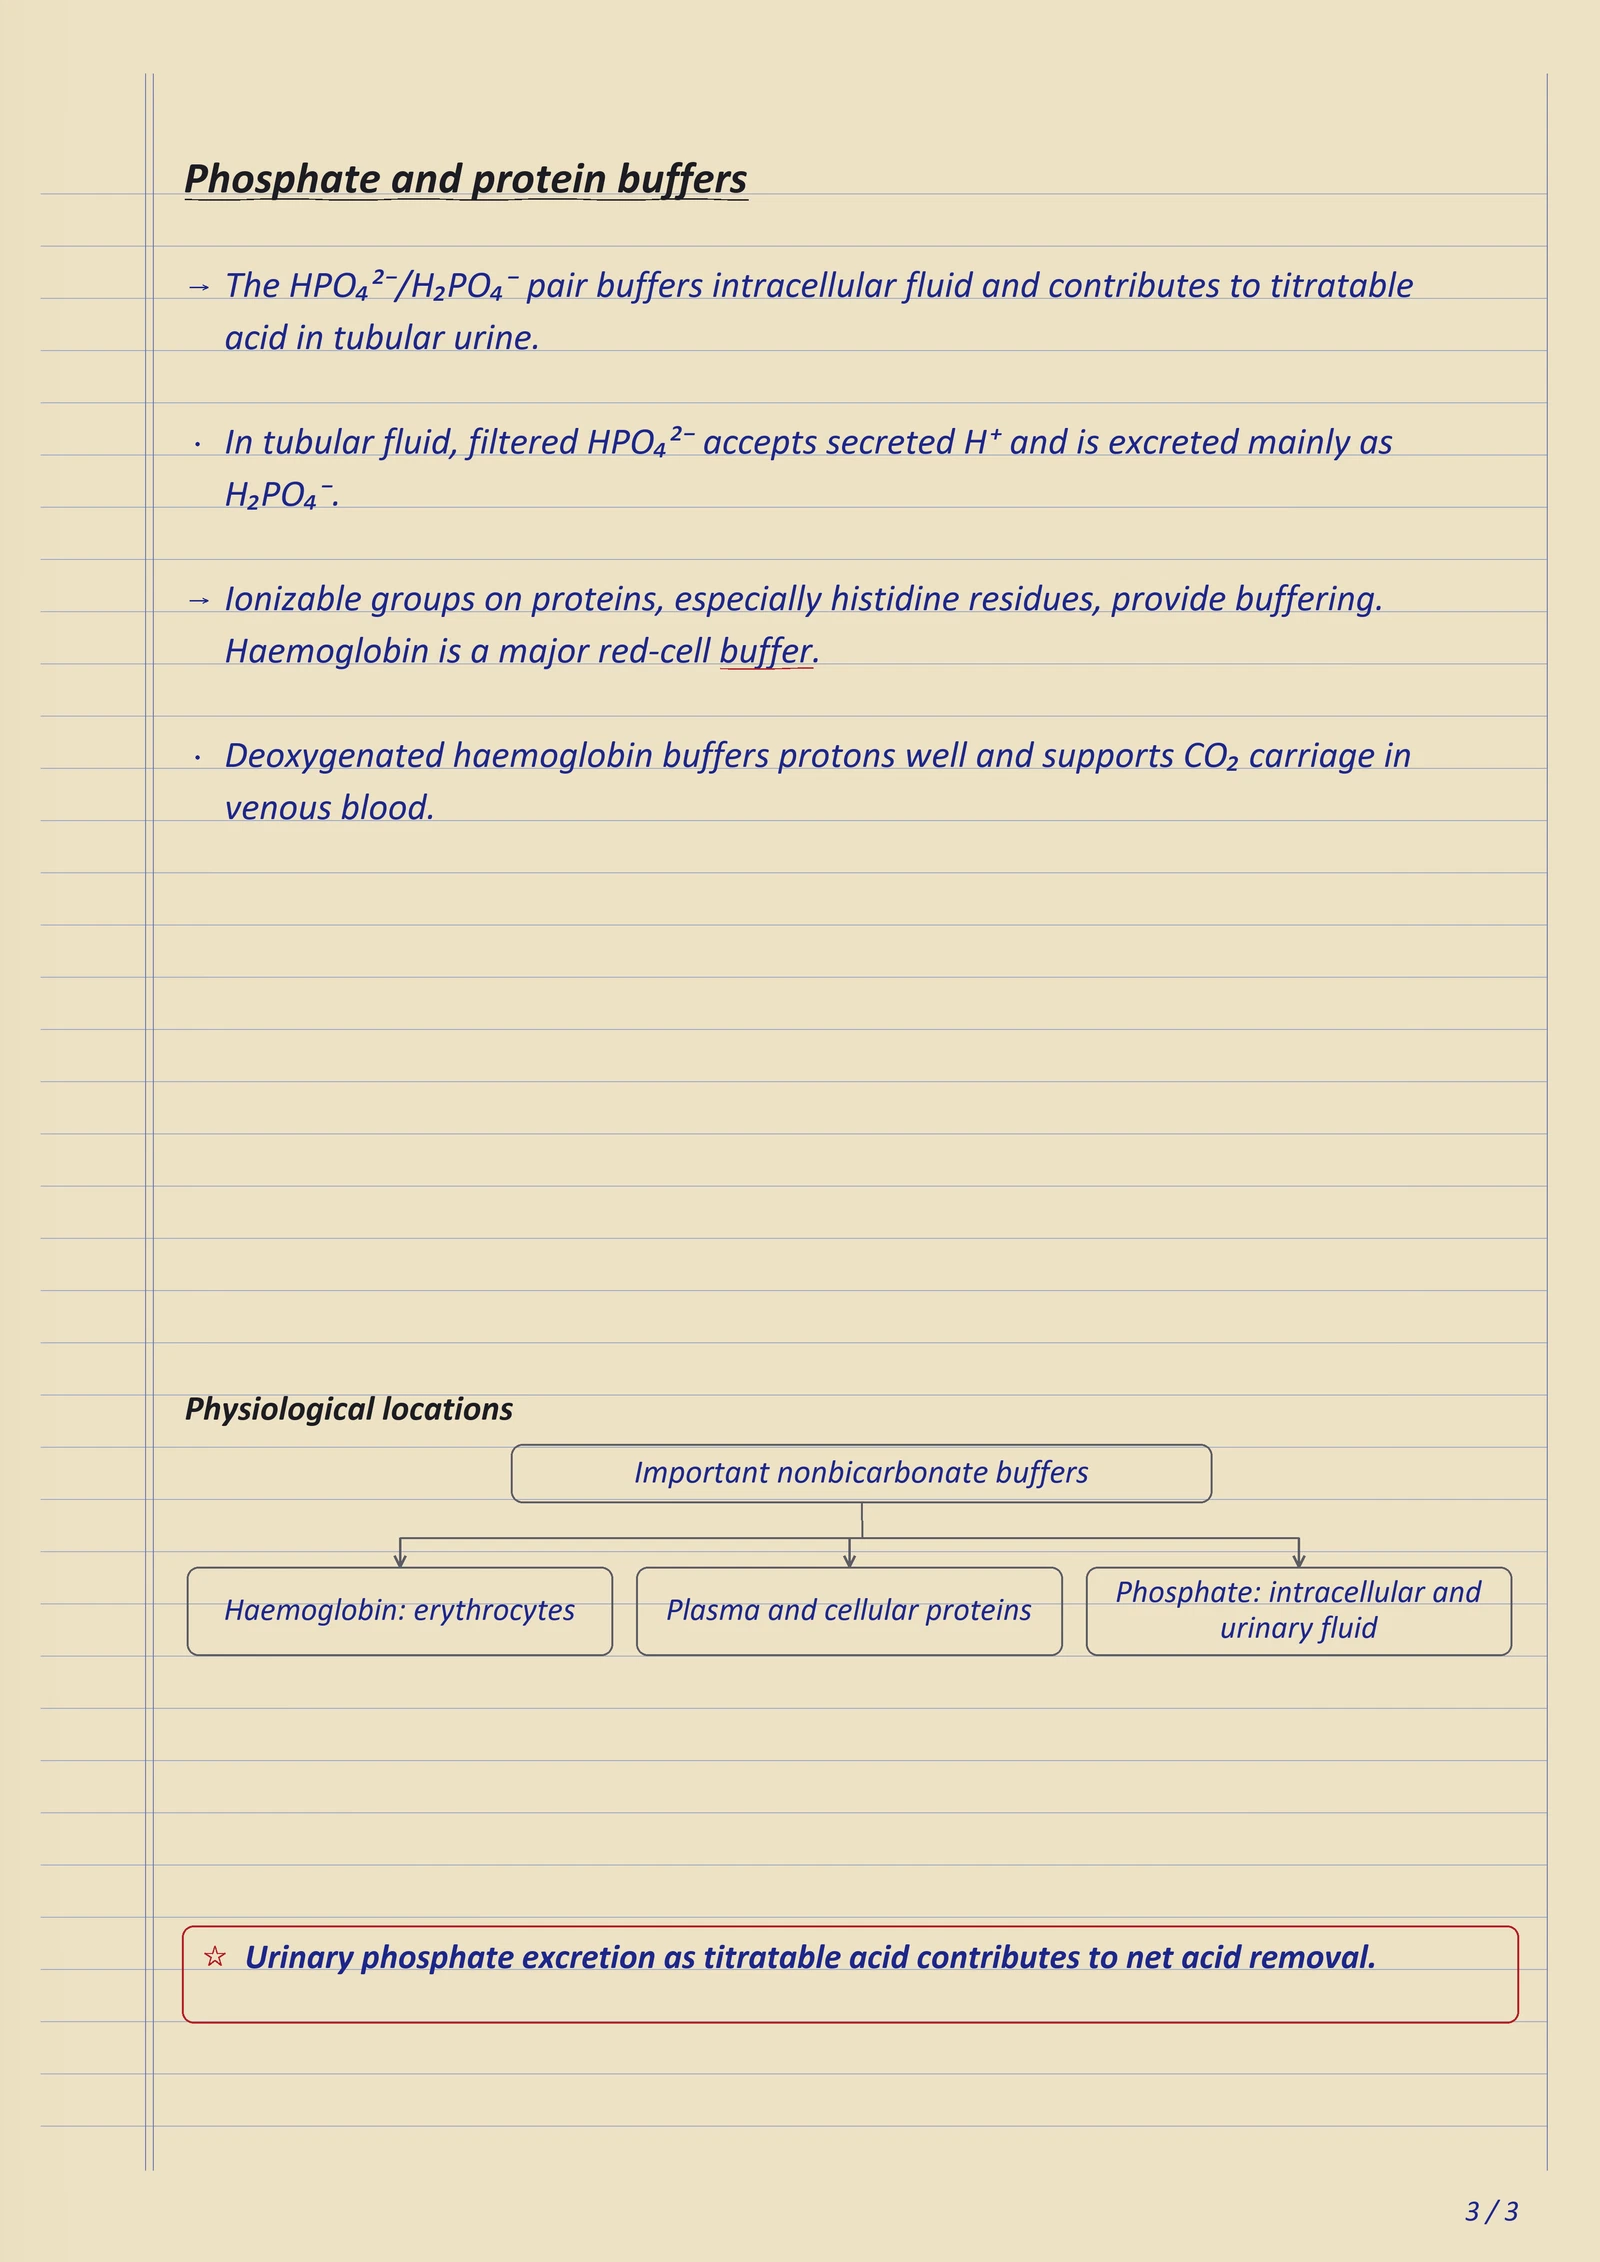 Phosphate and protein buffers
→ The HPO₄²⁻/H₂PO₄⁻ pair buffers intracellular fluid and contributes to titratable
acid in tubular urine.
· In tubular fluid, filtered HPO₄²⁻ accepts secreted H⁺ and is excreted mainly as
H₂PO₄⁻.
→ Ionizable groups on proteins, especially histidine residues, provide buffering.
Haemoglobin is a major red-cell buffer.
· Deoxygenated haemoglobin buffers protons well and supports CO₂ carriage in
venous blood.
Physiological locations
Important nonbicarbonate buffers
Haemoglobin: erythrocytes
Plasma and cellular proteins
Phosphate: intracellular and
urinary fluid
☆ Urinary phosphate excretion as titratable acid contributes to net acid removal.
3 / 3